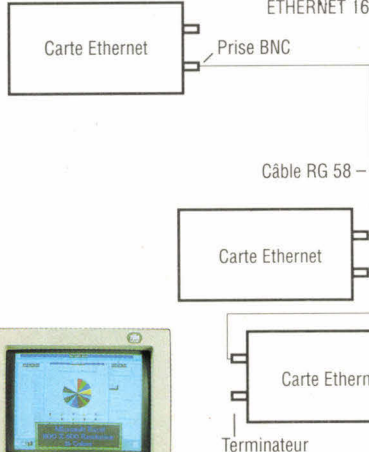 ETHERNET 16
Carte Ethernet
Prise BNC
Câble RG 58 –
Carte Ethernet
Carte Ethern
Terminateur